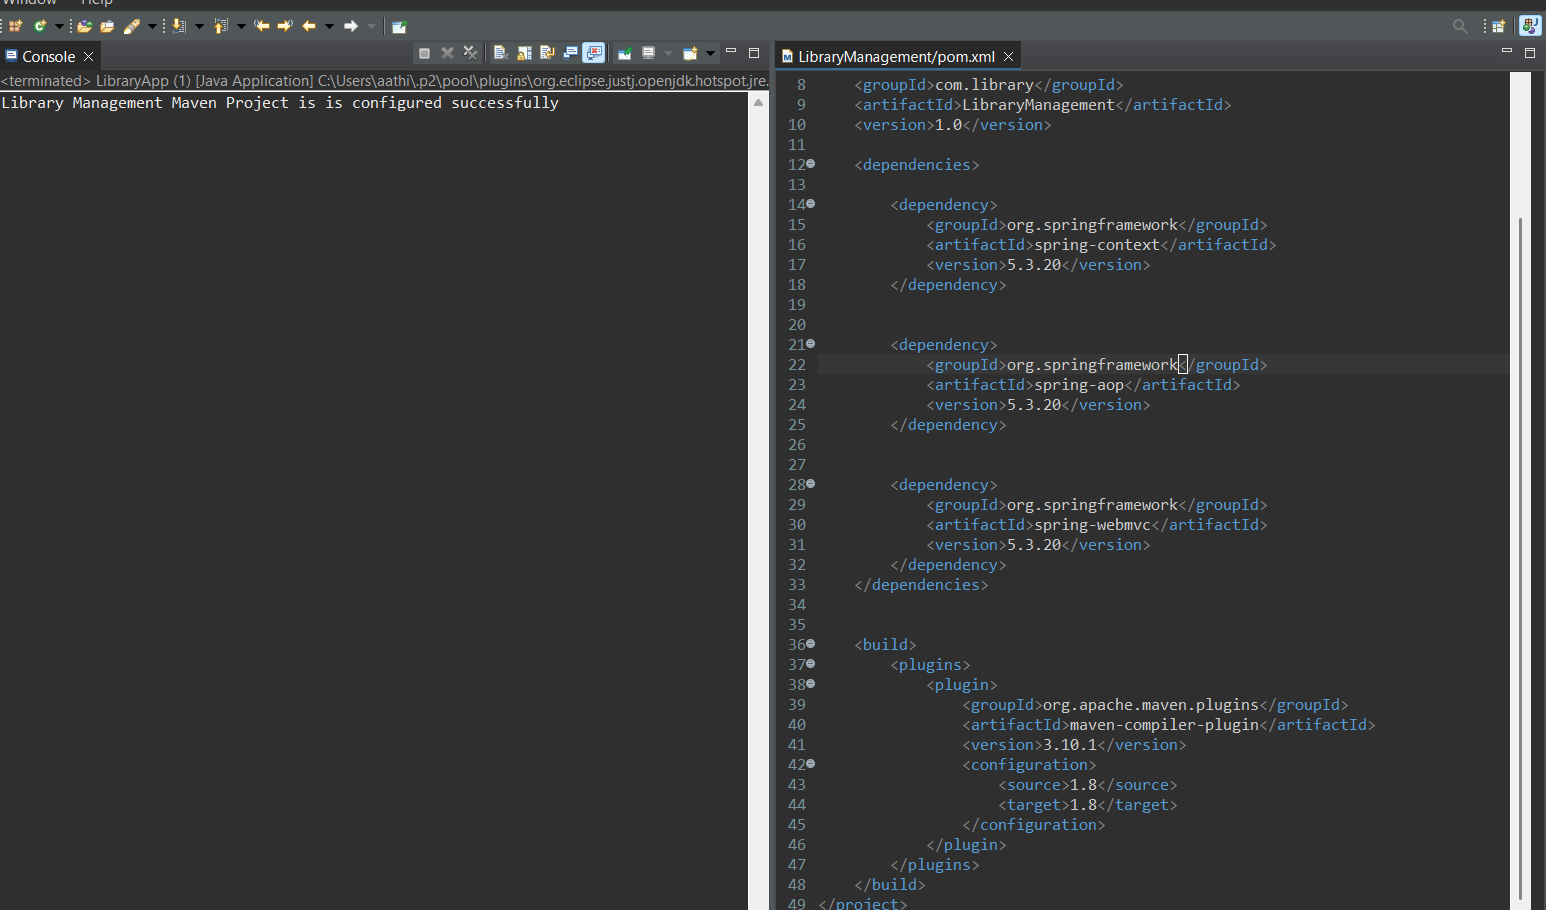 Window Help
Console
<terminated> LibraryApp (1) [Java Application] C:\Users\aathi\.p2\pool\plugins\org.eclipse.justj.openjdk.hotspot.jre.
Library Management Maven Project is is configured successfully
LibraryManagement/pom.xml
8 <groupId>com.library</groupId>
9 <artifactId>LibraryManagement</artifactId>
10 <version>1.0</version>
11
12 <dependencies>
13
14 <dependency>
15 <groupId>org.springframework</groupId>
16 <artifactId>spring-context</artifactId>
17 <version>5.3.20</version>
18 </dependency>
19
20
21 <dependency>
22 <groupId>org.springframework</groupId>
23 <artifactId>spring-aop</artifactId>
24 <version>5.3.20</version>
25 </dependency>
26
27
28 <dependency>
29 <groupId>org.springframework</groupId>
30 <artifactId>spring-webmvc</artifactId>
31 <version>5.3.20</version>
32 </dependency>
33 </dependencies>
34
35
36 <build>
37 <plugins>
38 <plugin>
39 <groupId>org.apache.maven.plugins</groupId>
40 <artifactId>maven-compiler-plugin</artifactId>
41 <version>3.10.1</version>
42 <configuration>
43 <source>1.8</source>
44 <target>1.8</target>
45 </configuration>
46 </plugin>
47 </plugins>
48 </build>
49 </project>